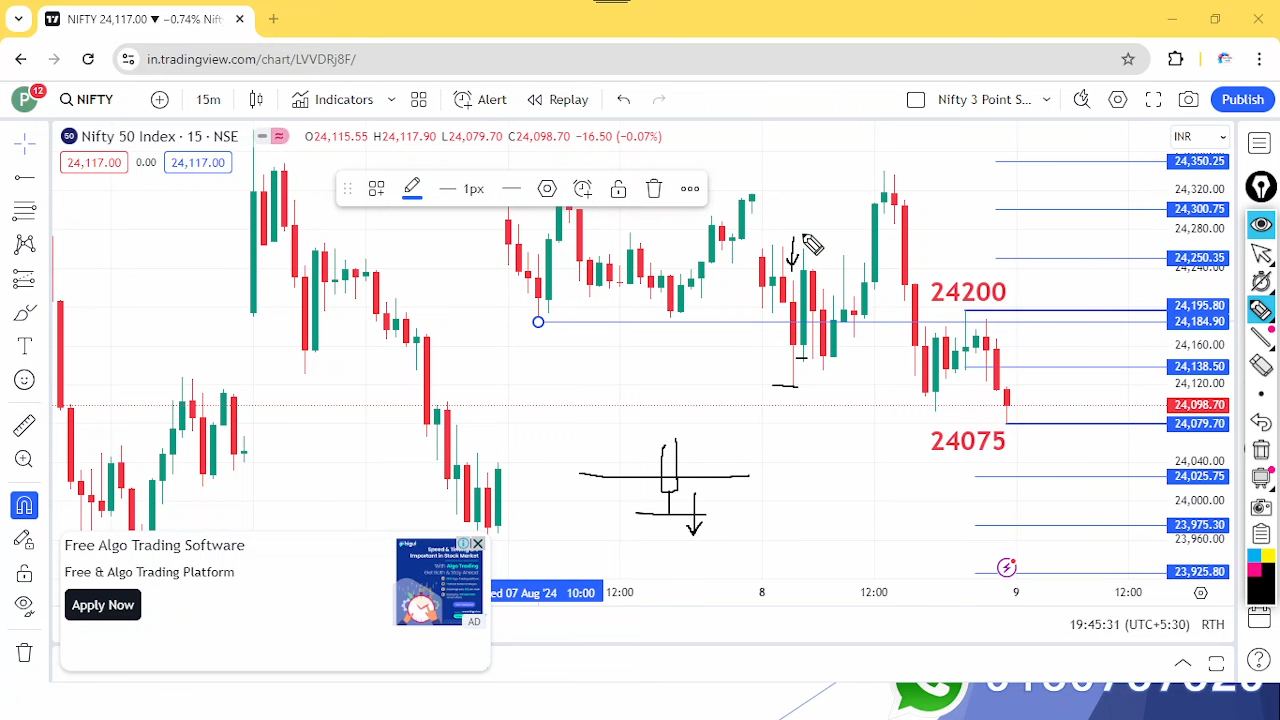 NIFTY 24,117.00 ▼ −0.74% Nift
in.tradingview.com/chart/LVVDRj8F/
P 12 NIFTY 15m Indicators Alert Replay Nifty 3 Point S... Publish
50 Nifty 50 Index · 15 · NSE O24,115.55 H24,117.90 L24,079.70 C24,098.70 −16.50 (−0.07%) INR
24,117.00 0.00 24,117.00
1px
24,350.25
24,320.00
24,300.75
24,280.00
24,250.35
24,240.00
24200
24,195.80
24,184.90
24,160.00
24,138.50
24,120.00
24,098.70
24,079.70
24075
24,040.00
24,025.75
24,000.00
23,975.30
23,960.00
23,925.80
Free Algo Trading Software
Free & Algo Trading Platform
Apply Now
AD
ed 07 Aug '24 10:00 12:00 8 12:00 9 12:00
19:45:31 (UTC+5:30) RTH